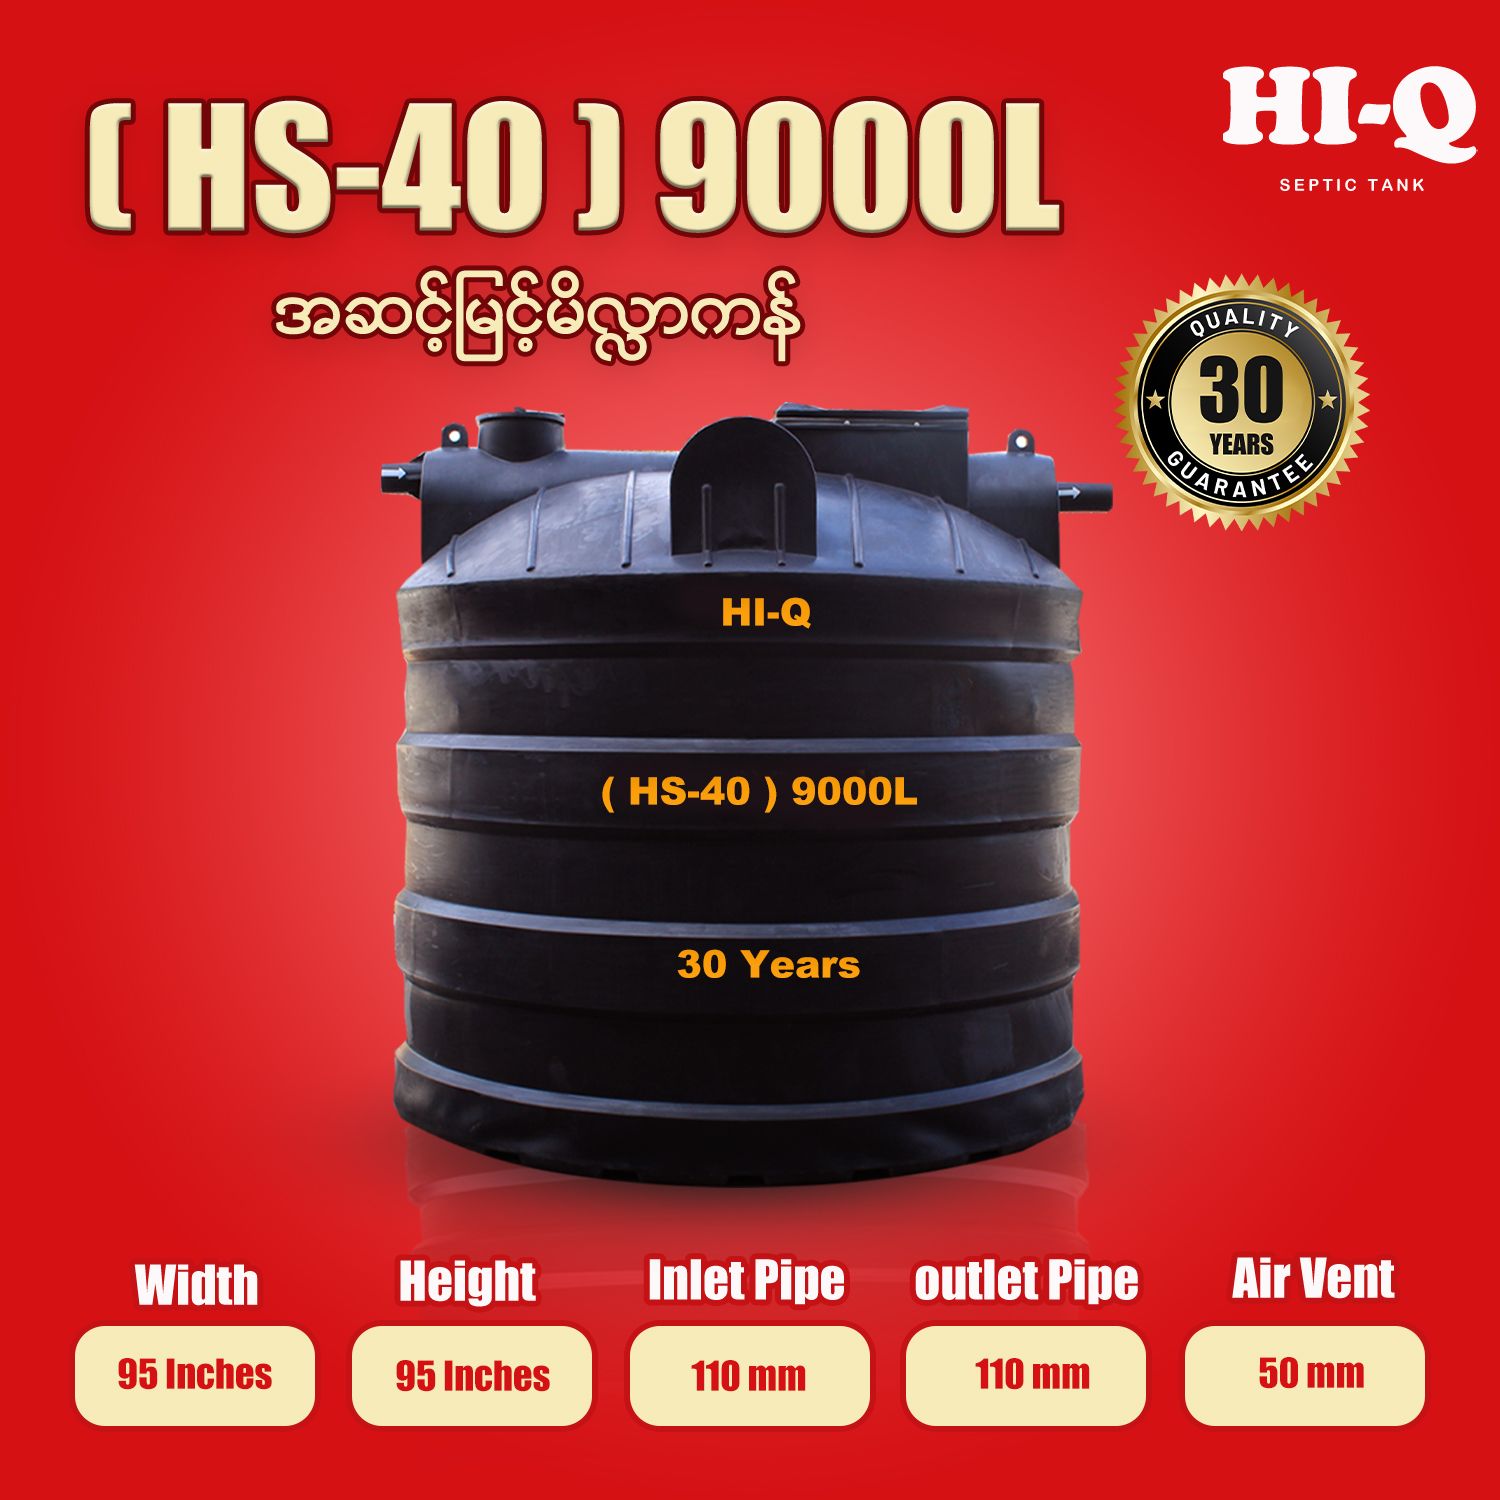 ( HS-40 ) 9000L
HI-Q
SEPTIC TANK
အဆင့်မြင့်မိလ္လာကန်
QUALITY
30
YEARS
GUARANTEE
HI-Q
( HS-40 ) 9000L
30 Years
Width
95 Inches
Height
95 Inches
Inlet Pipe
110 mm
outlet Pipe
110 mm
Air Vent
50 mm